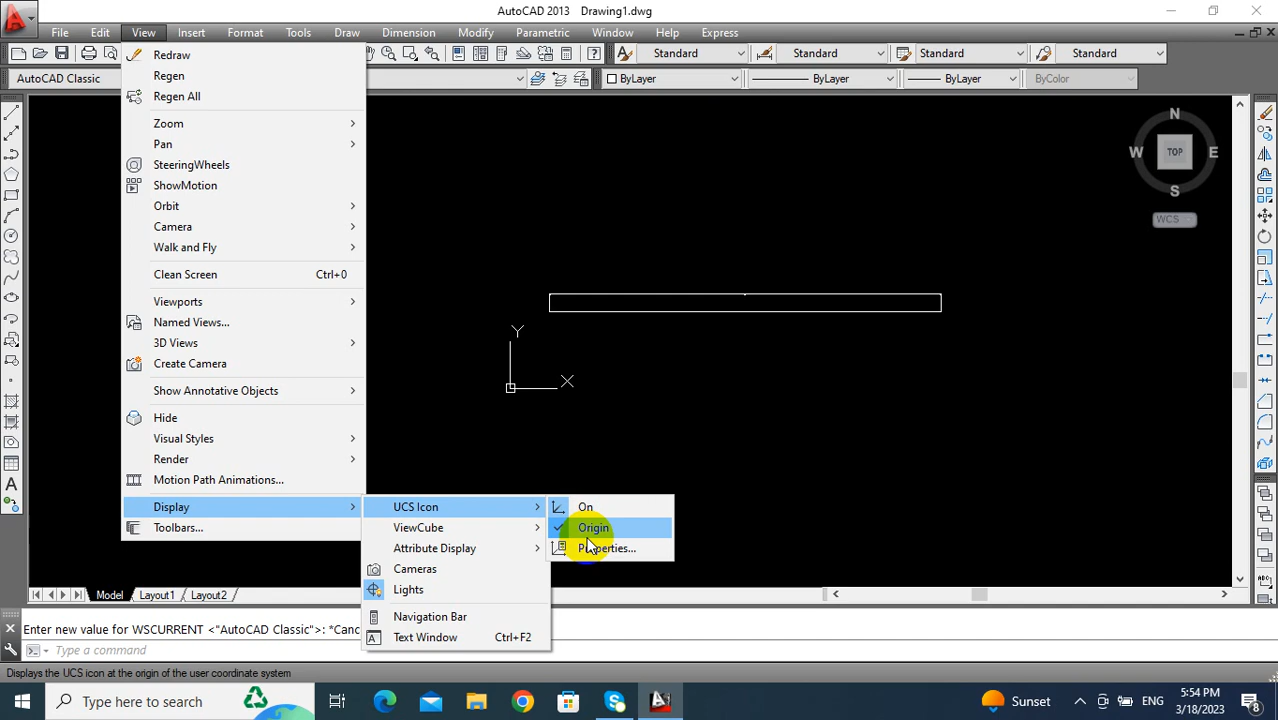 AutoCAD 2013 Drawing1.dwg
File Edit View Insert Format Tools Draw Dimension Modify Parametric Window Help Express
Standard Standard Standard Standard
AutoCAD Classic ByLayer ByLayer ByLayer ByColor
Redraw
Regen
Regen All
Zoom
Pan
SteeringWheels
ShowMotion
Orbit
Camera
Walk and Fly
Clean Screen Ctrl+0
Viewports
Named Views...
3D Views
Create Camera
Show Annotative Objects
Hide
Visual Styles
Render
Motion Path Animations...
Display
Toolbars...
UCS Icon
ViewCube
Attribute Display
Cameras
Lights
Navigation Bar
Text Window Ctrl+F2
On
Origin
Properties...
N
W TOP E
S
WCS
Y
X
Model Layout1 Layout2
Enter new value for WSCURRENT <"AutoCAD Classic">: *Canc
Type a command
Displays the UCS icon at the origin of the user coordinate system
Type here to search
Sunset
ENG
5:54 PM
3/18/2023
8